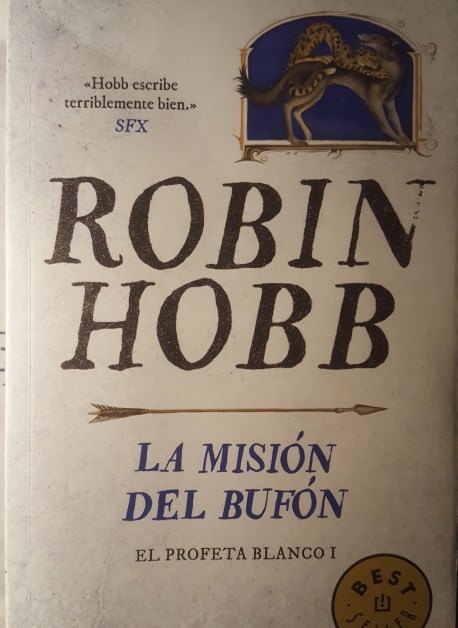 «Hobb escribe
terriblemente bien.»
SFX
ROBIN
HOBB
LA MISIÓN
DEL BUFÓN
EL PROFETA BLANCO I
BEST
SELLER